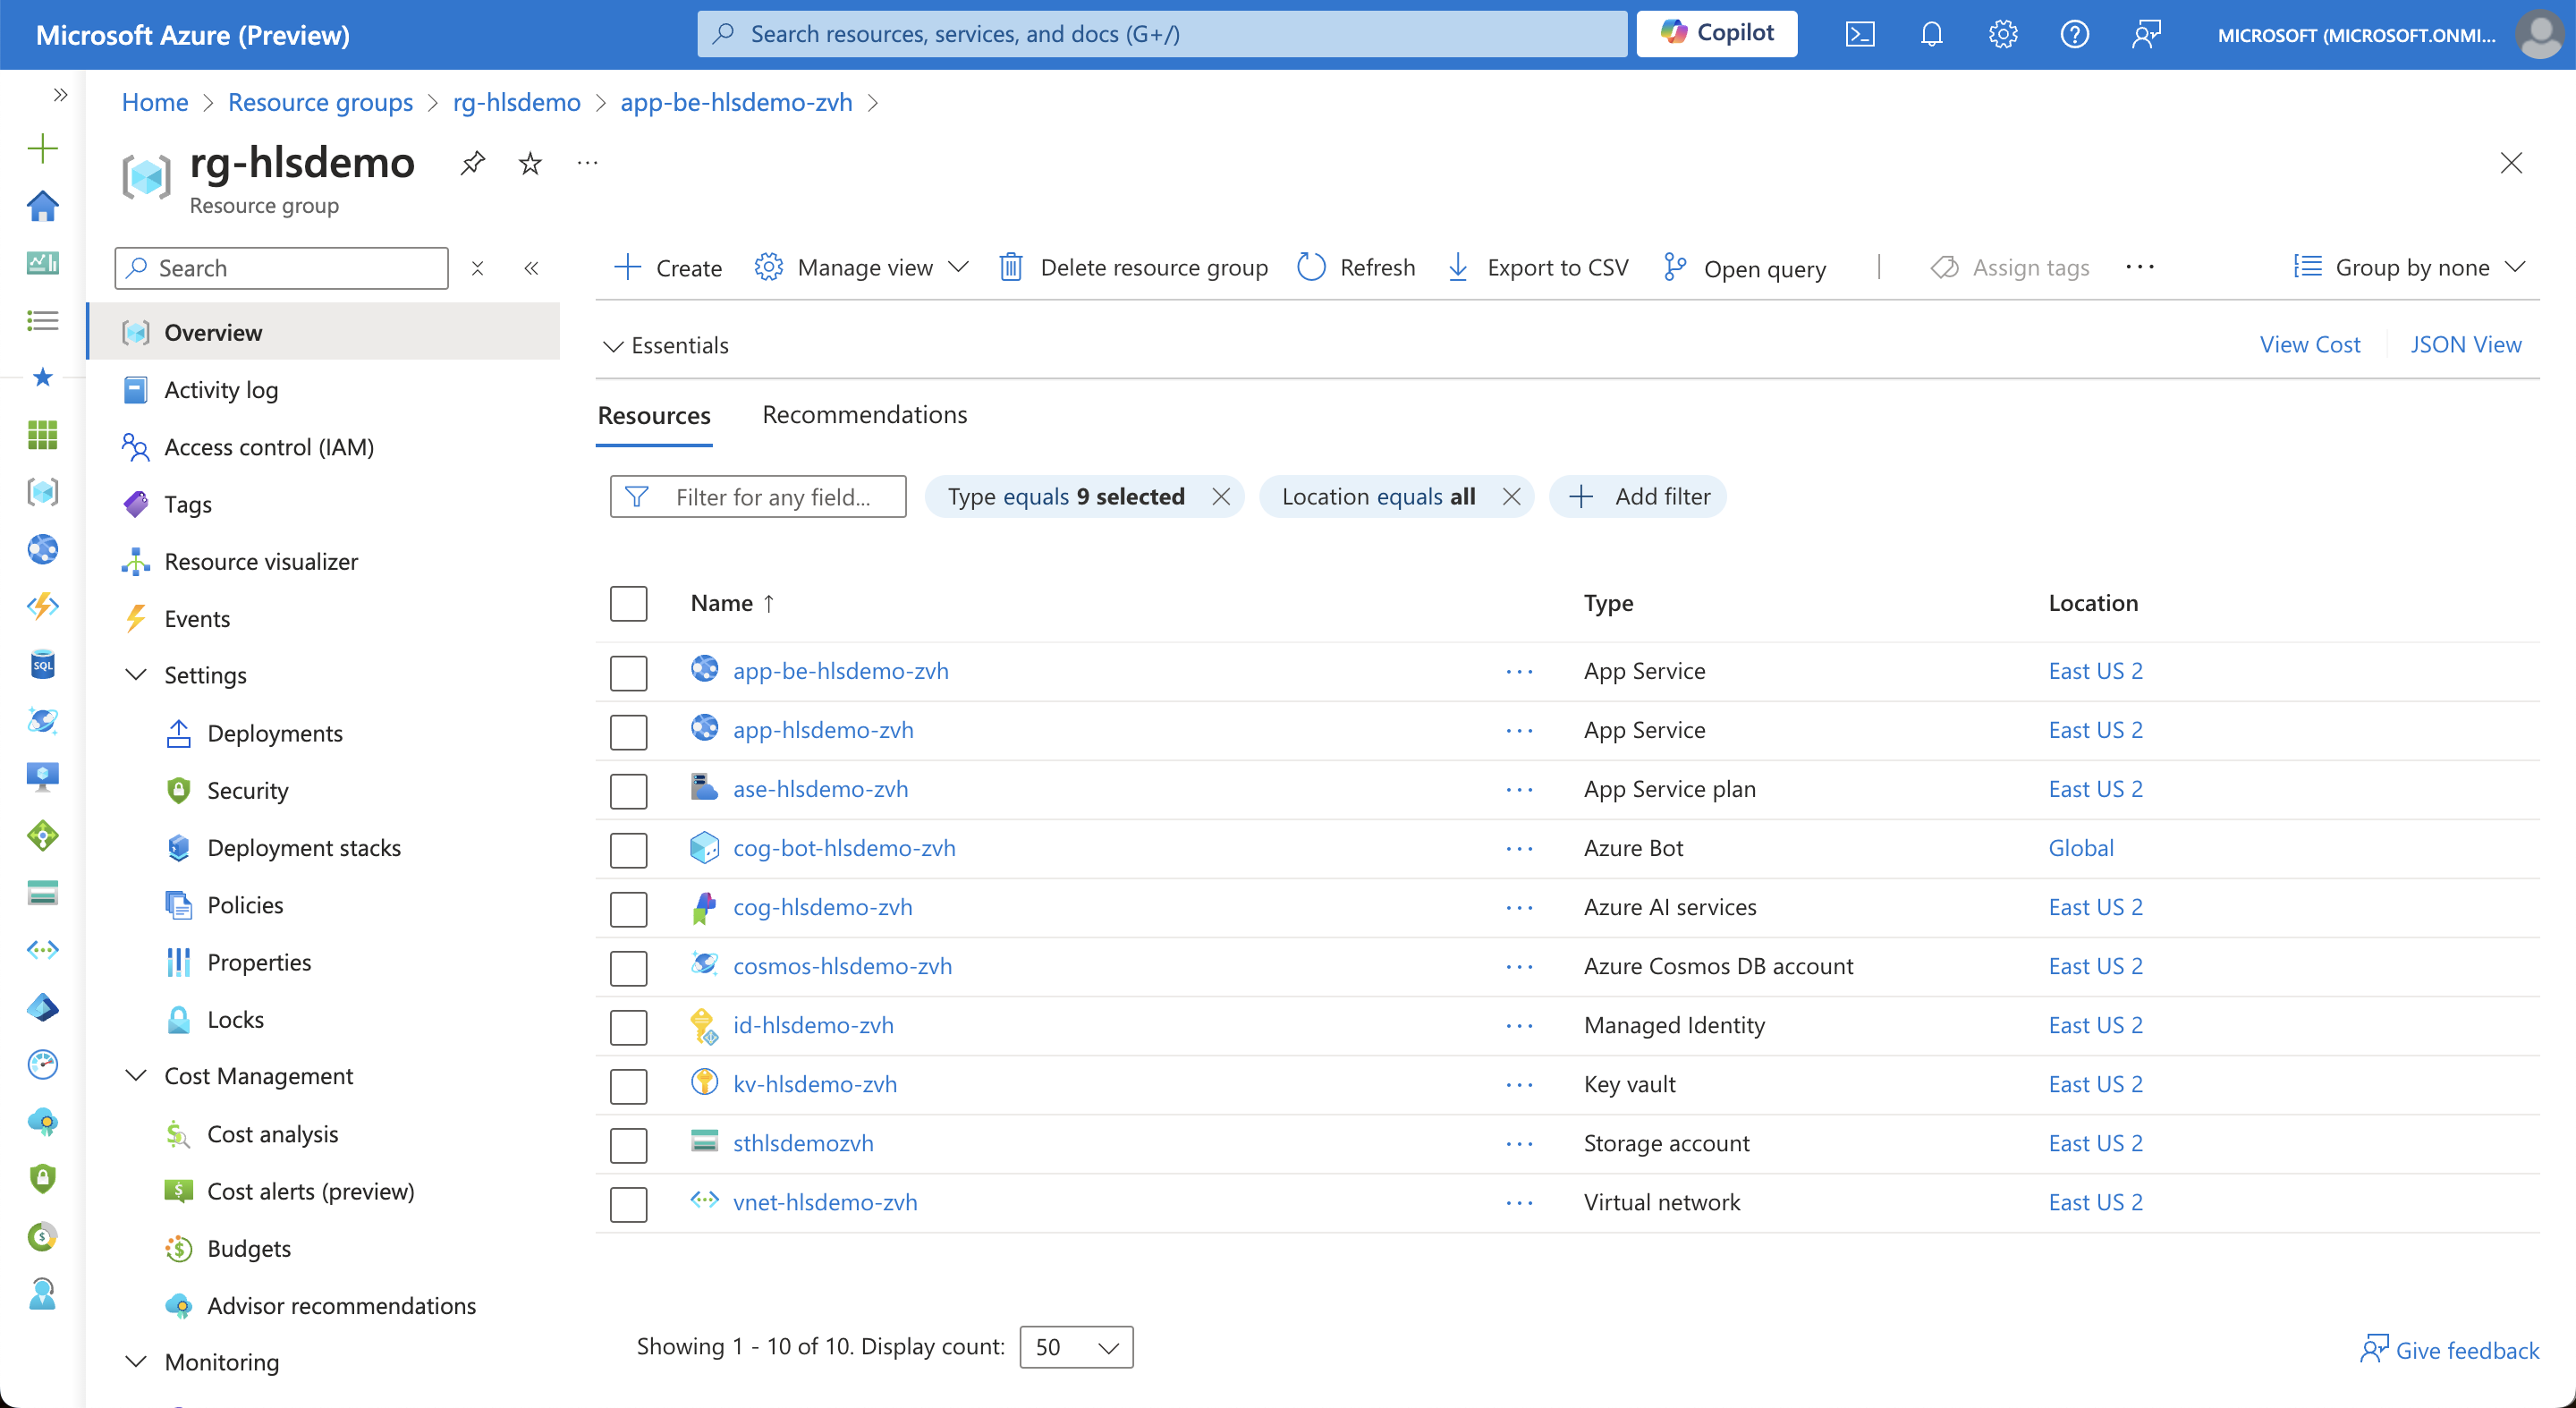 Microsoft Azure (Preview)
Search resources, services, and docs (G+/)
Copilot
MICROSOFT (MICROSOFT.ONMI...
Home > Resource groups > rg-hlsdemo > app-be-hlsdemo-zvh >
rg-hlsdemo
Resource group
Search
Overview
Activity log
Access control (IAM)
Tags
Resource visualizer
Events
Settings
Deployments
Security
Deployment stacks
Policies
Properties
Locks
Cost Management
Cost analysis
Cost alerts (preview)
Budgets
Advisor recommendations
Monitoring
Create Manage view Delete resource group Refresh Export to CSV Open query Assign tags ... Group by none
Essentials View Cost JSON View
Resources Recommendations
Filter for any field... Type equals 9 selected Location equals all Add filter
Name ↑ Type Location
app-be-hlsdemo-zvh ... App Service East US 2
app-hlsdemo-zvh ... App Service East US 2
ase-hlsdemo-zvh ... App Service plan East US 2
cog-bot-hlsdemo-zvh ... Azure Bot Global
cog-hlsdemo-zvh ... Azure AI services East US 2
cosmos-hlsdemo-zvh ... Azure Cosmos DB account East US 2
id-hlsdemo-zvh ... Managed Identity East US 2
kv-hlsdemo-zvh ... Key vault East US 2
sthlsdemozvh ... Storage account East US 2
vnet-hlsdemo-zvh ... Virtual network East US 2
Showing 1 - 10 of 10. Display count: 50
Give feedback
SQL